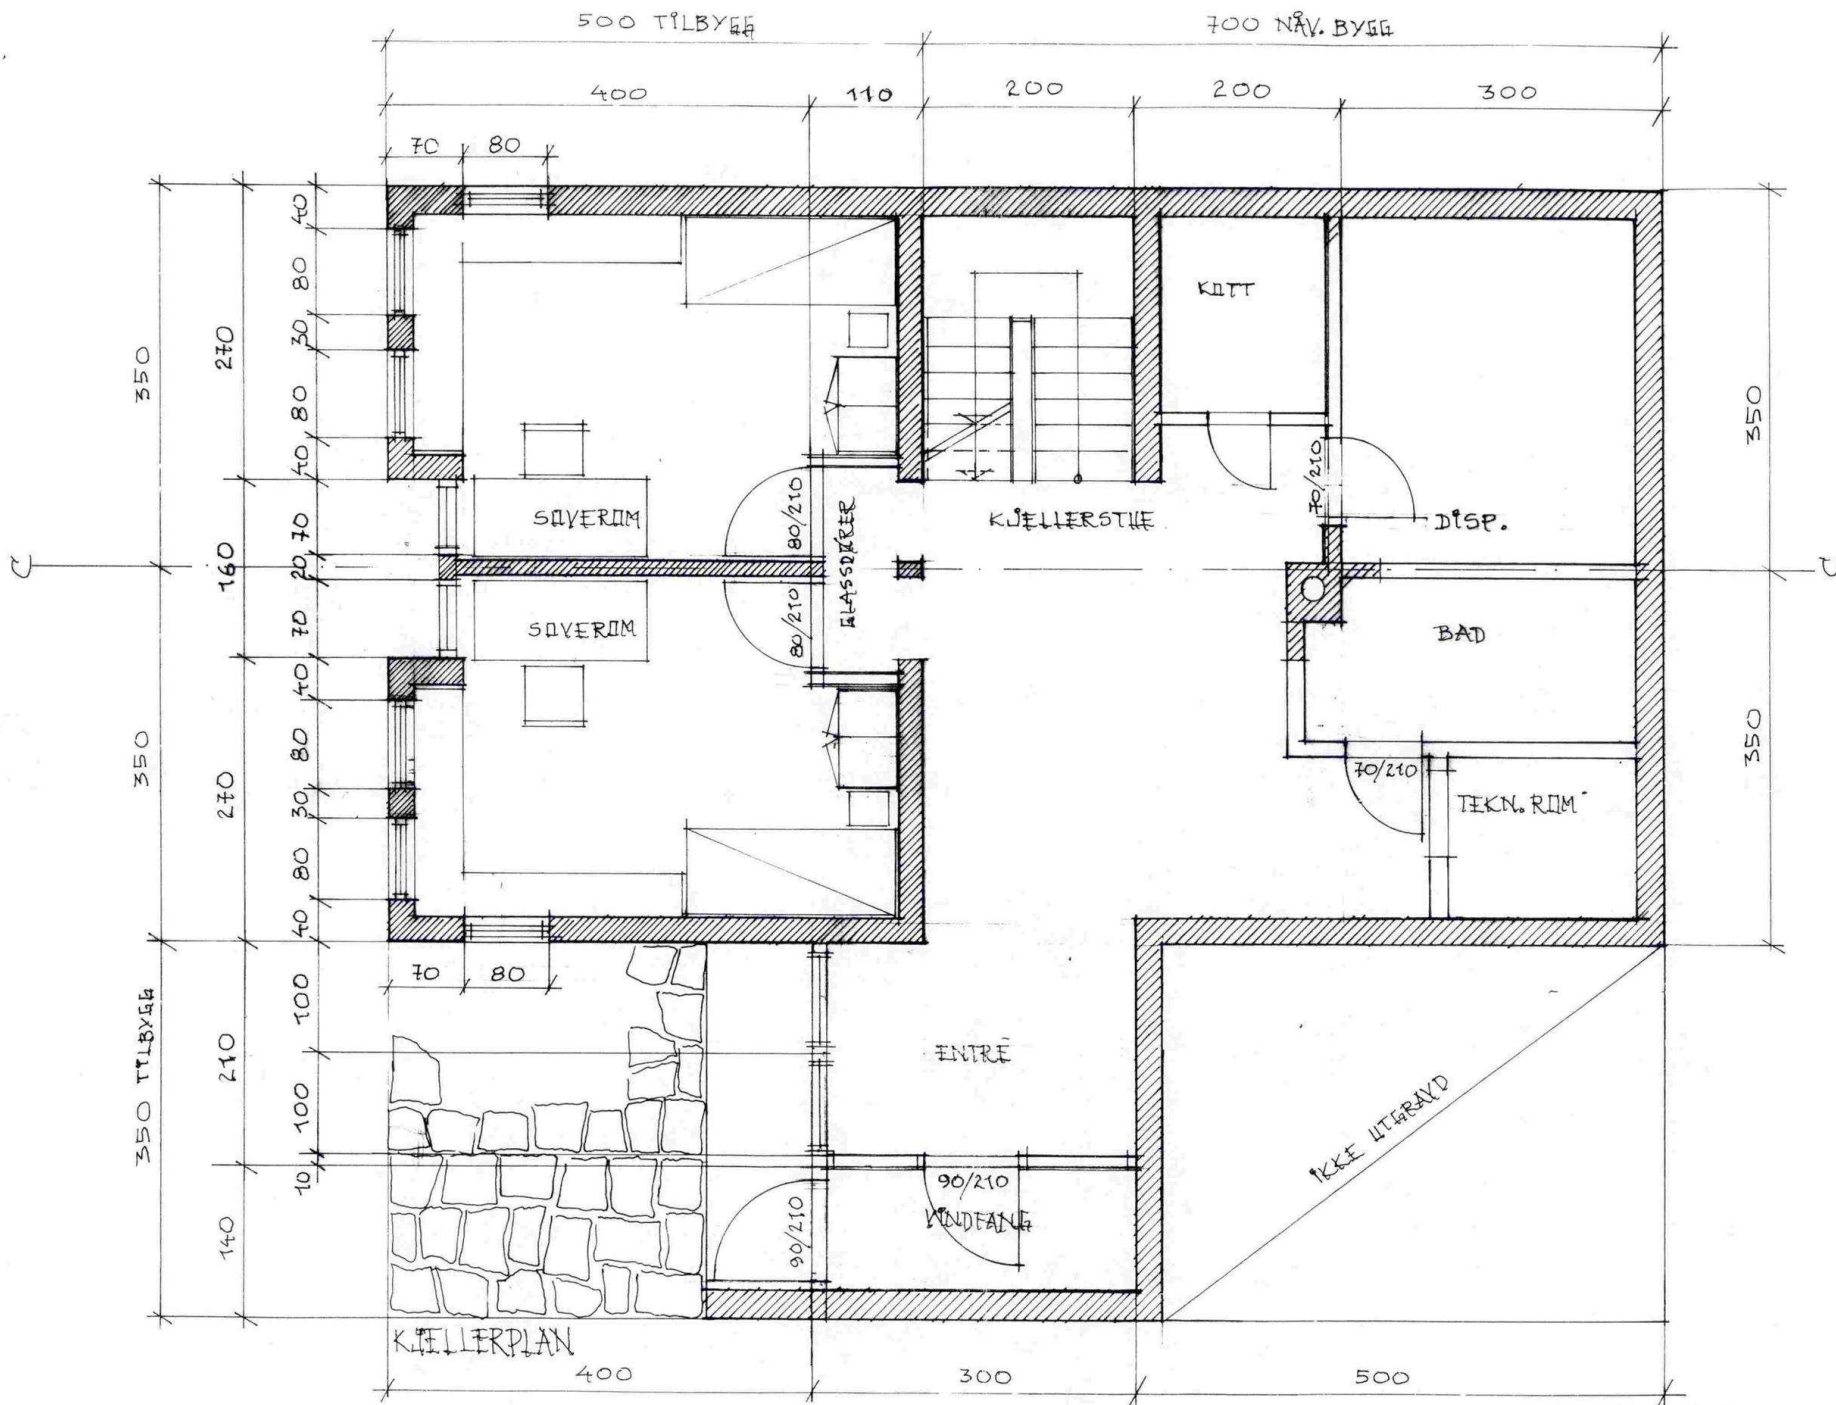 500 TILBYGG
700 NÅV. BYGG
400
110
200
200
300
70
80
40
80
30
80
40
70
20
70
40
80
30
80
40
100
100
10
270
160
270
210
140
350
350
350 TILBYGG
350
350
C
C
KOTT
SOVEROM
SOVEROM
80/210
80/210
GLASSDØRER
KJELLERSTUE
70/210
DISP.
BAD
70/210
TEKN. ROM
70
80
ENTRE
90/210
VINDFANG
90/210
IKKE UTGRAVD
KJELLERPLAN
400
300
500